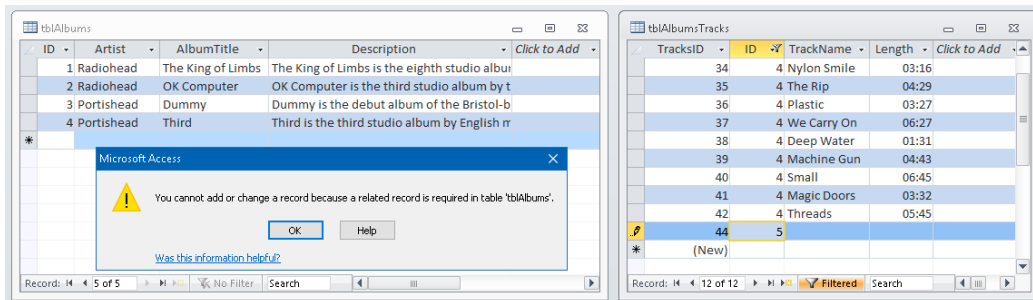 tblAlbums
ID Artist AlbumTitle Description Click to Add
1 Radiohead The King of Limbs The King of Limbs is the eighth studio albur
2 Radiohead OK Computer OK Computer is the third studio album by t
3 Portishead Dummy Dummy is the debut album of the Bristol-b
4 Portishead Third Third is the third studio album by English m
Microsoft Access
You cannot add or change a record because a related record is required in table 'tblAlbums'.
OK Help
Was this information helpful?
Record: 5 of 5 No Filter Search
tblAlbumsTracks
TracksID ID TrackName Length Click to Add
34 4 Nylon Smile 03:16
35 4 The Rip 04:29
36 4 Plastic 03:27
37 4 We Carry On 06:27
38 4 Deep Water 01:31
39 4 Machine Gun 04:43
40 4 Small 06:45
41 4 Magic Doors 03:32
42 4 Threads 05:45
44 5
(New)
Record: 12 of 12 Filtered Search